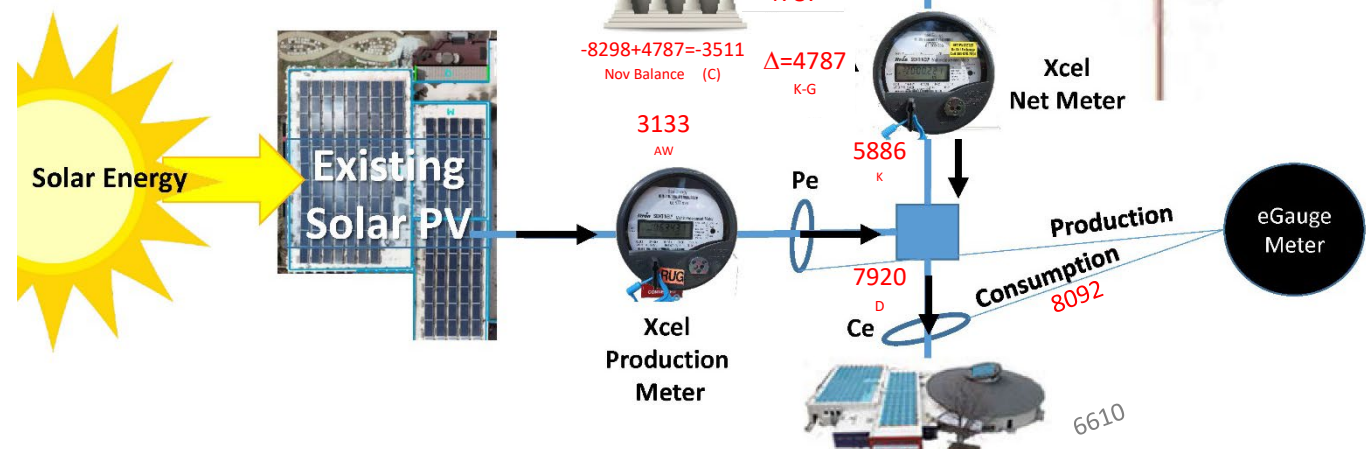 -8298+4787=-3511
Nov Balance (C)
Δ=4787
K-G
Xcel
Net Meter
3133
AW
5886
K
Solar Energy
Existing
Solar PV
Pe
Production
eGauge
Meter
7920
D
Consumption
8092
Ce
RUG
Xcel
Production
Meter
6610